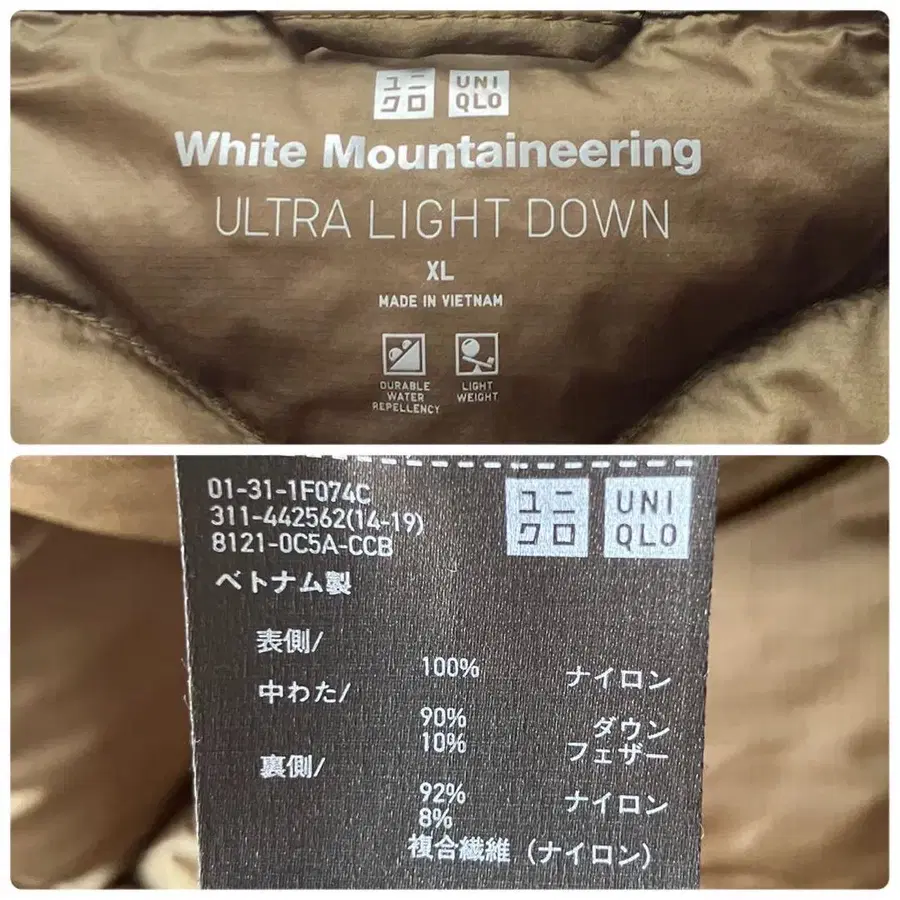 ユニ UNI
クロ QLO
White Mountaineering
ULTRA LIGHT DOWN
XL
MADE IN VIETNAM
DURABLE
WATER
REPELLENCY
LIGHT
WEIGHT
01-31-1F074C
311-442562(14-19)
8121-0C5A-CCB
ユニ UNI
クロ QLO
ベトナム製
表側/
100% ナイロン
中わた/
90% ダウン
10% フェザー
裏側/
92% ナイロン
8%
複合繊維（ナイロン）